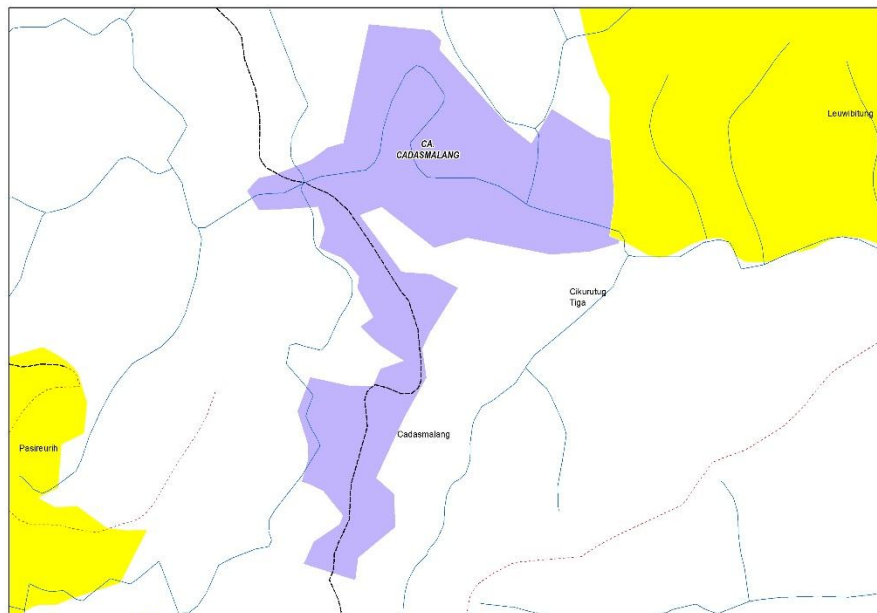 Leuwibitung
CA.
CADASMALANG
Cikurutug
Tiga
Cadasmalang
Pasireurih